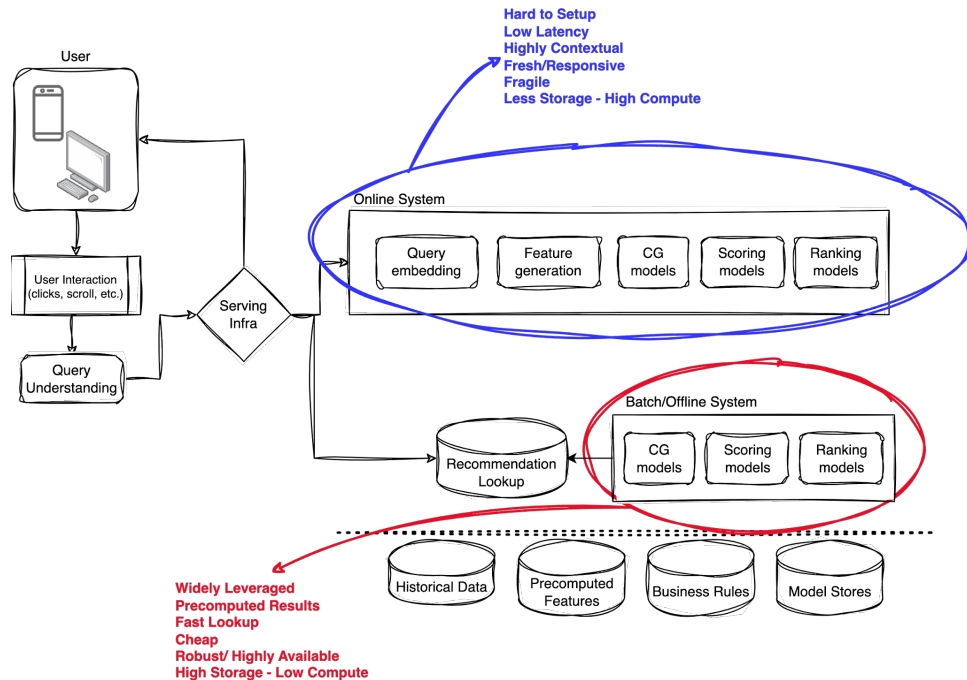 Hard to Setup
Low Latency
Highly Contextual
Fresh/Responsive
Fragile
Less Storage - High Compute
User
Online System
Query
embedding
Feature
generation
CG
models
Scoring
models
Ranking
models
User Interaction
(clicks, scroll, etc.)
Serving
Infra
Query
Understanding
Batch/Offline System
CG
models
Scoring
models
Ranking
models
Recommendation
Lookup
Historical Data
Precomputed
Features
Business Rules
Model Stores
Widely Leveraged
Precomputed Results
Fast Lookup
Cheap
Robust/ Highly Available
High Storage - Low Compute